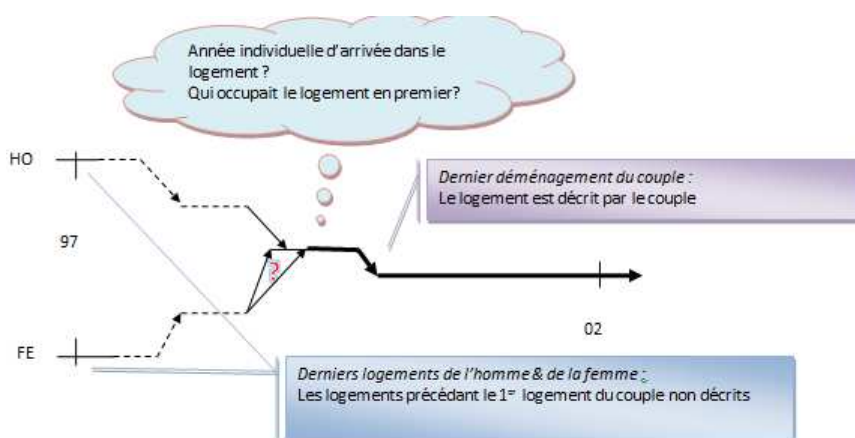 Année individuelle d'arrivée dans le
logement ?
Qui occupait le logement en premier?
HO
Dernier déménagement du couple :
Le logement est décrit par le couple
97
?
02
FE
Derniers logements de l'homme & de la femme :
Les logements précédant le 1er logement du couple non décrits